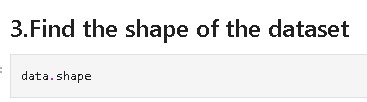 3.Find the shape of the dataset
data.shape